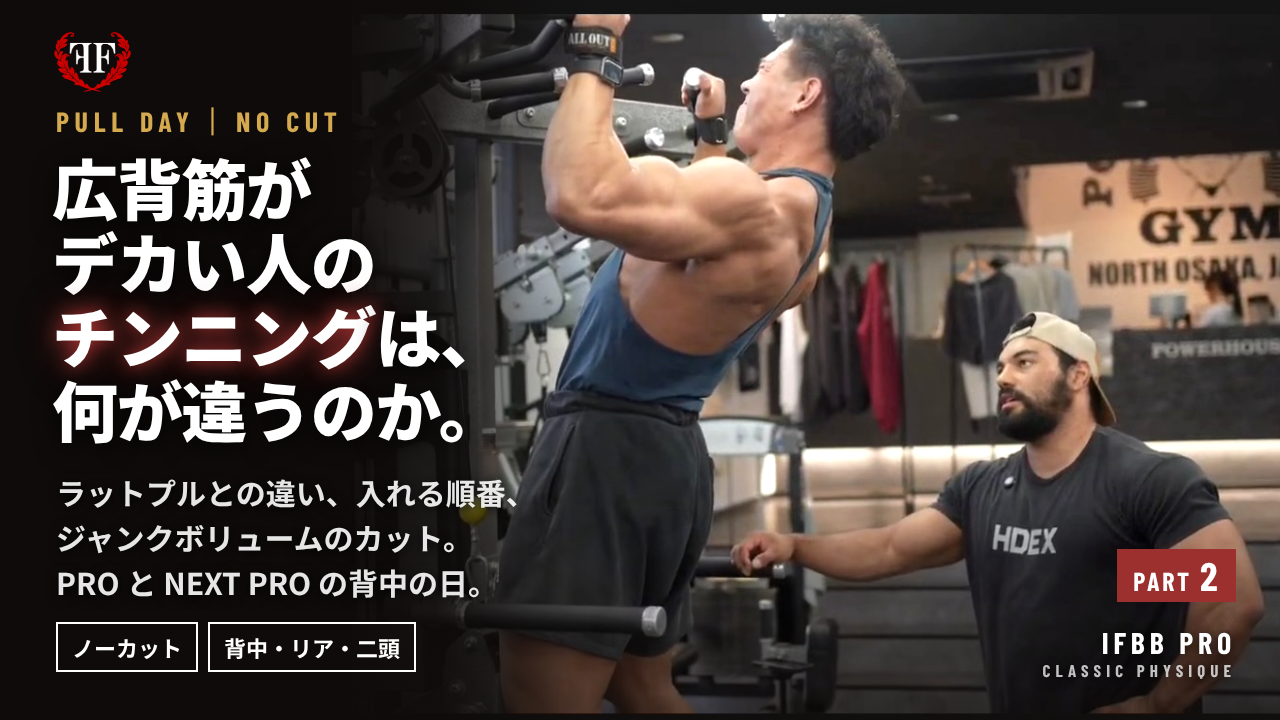 FF
PULL DAY | NO CUT
広背筋が
デカい人の
チンニングは、
何が違うのか。
ラットプルとの違い、入れる順番、
ジャンクボリュームのカット。
PRO と NEXT PRO の背中の日。
ノーカット
背中・リア・二頭
ALL OUT
GYM
NORTH OSAKA, J
POWERHOUS
HDEX
PART 2
IFBB PRO
CLASSIC PHYSIQUE